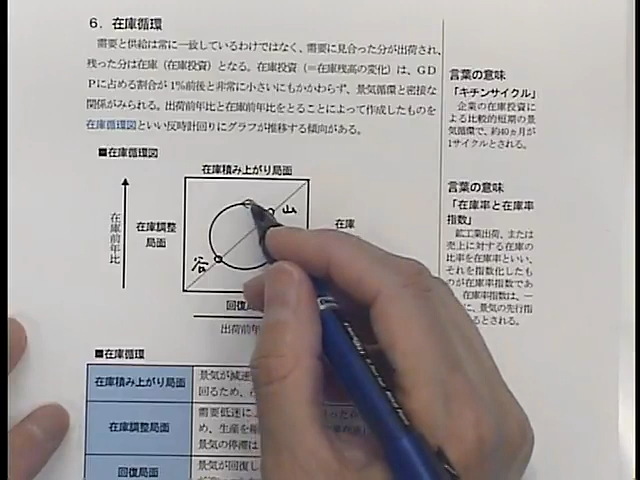 6．在庫循環
需要と供給は常に一致しているわけではなく、需要に見合った分が出荷され、
残った分は在庫（在庫投資）となる。在庫投資（＝在庫残高の変化）は、ＧＤ
Ｐに占める割合が 1％前後と非常に小さいにもかかわらず、景気循環と密接な
関係がみられる。出荷前年比と在庫前年比をとることによって作成したものを
在庫循環図といい反時計回りにグラフが推移する傾向がある。
■在庫循環図
在庫積み上がり局面
在庫前年比
在庫調整
局面
山
谷
在庫
回復
出荷前年
■在庫循環
在庫積み上がり局面
景気が減速
回るため、
在庫調整局面
需要低迷に
め、生産を
景気の停滞は
回復局面
景気が回復し
言葉の意味
「キチンサイクル」
企業の在庫投資に
よる比較的短期の景
気循環で、約40ヵ月が
1サイクルとされる。
言葉の意味
「在庫率と在庫率
指数」
鉱工業出荷、または
売上に対する在庫の
比率を在庫率といい、
それを指数化したも
のが在庫率指数であ
在庫率指数は、一
に、景気の先行指
るとされる。